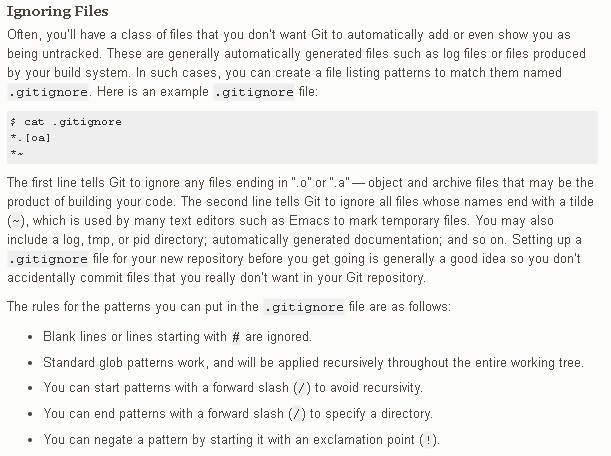 Ignoring Files
Often, you'll have a class of files that you don't want Git to automatically add or even show you as
being untracked. These are generally automatically generated files such as log files or files produced
by your build system. In such cases, you can create a file listing patterns to match them named
.gitignore. Here is an example .gitignore file:
$ cat .gitignore
*.[oa]
*~
The first line tells Git to ignore any files ending in ".o" or ".a" — object and archive files that may be the
product of building your code. The second line tells Git to ignore all files whose names end with a tilde
(~), which is used by many text editors such as Emacs to mark temporary files. You may also
include a log, tmp, or pid directory; automatically generated documentation; and so on. Setting up a
.gitignore file for your new repository before you get going is generally a good idea so you don't
accidentally commit files that you really don't want in your Git repository.
The rules for the patterns you can put in the .gitignore file are as follows:
• Blank lines or lines starting with # are ignored.
• Standard glob patterns work, and will be applied recursively throughout the entire working tree.
• You can start patterns with a forward slash (/) to avoid recursivity.
• You can end patterns with a forward slash (/) to specify a directory.
• You can negate a pattern by starting it with an exclamation point (!).